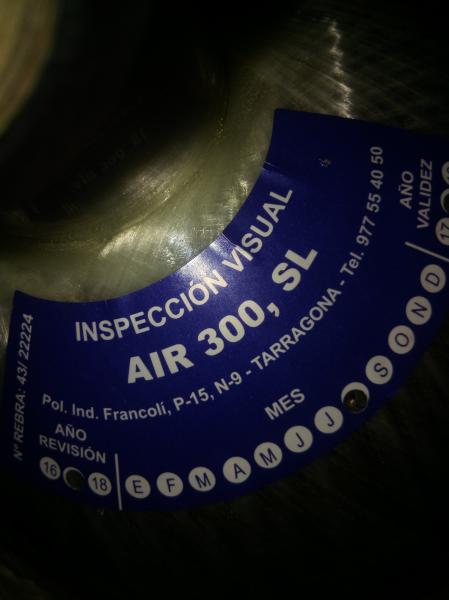 INSPECCIÓN VISUAL
AIR 300, SL
Pol. Ind. Francolí, P-15, N-9 - TARRAGONA - Tel. 977 55 40 50
Nº REBRA: 43/ 22224
AÑO
REVISIÓN
16 18
MES
E F M A M J J S O N D
AÑO
VALIDEZ
17